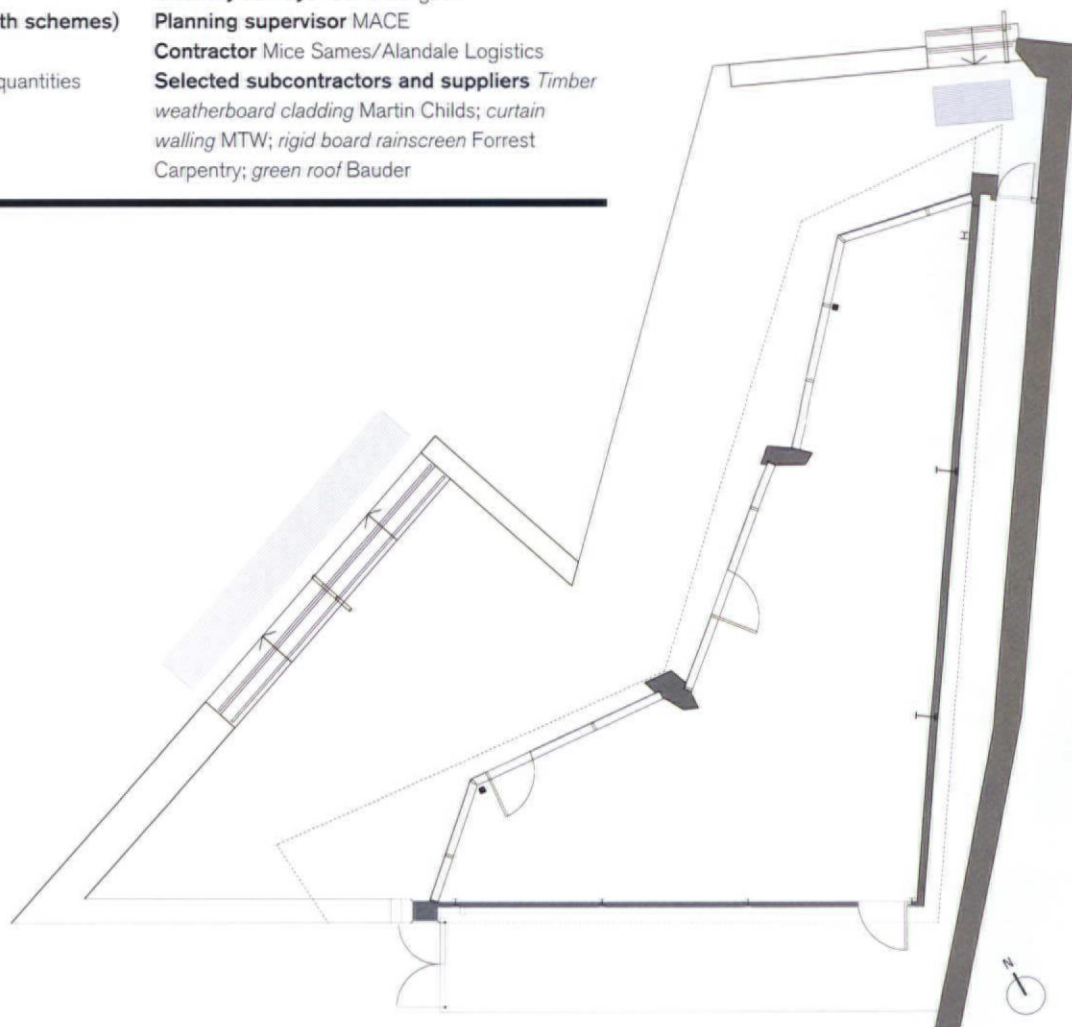 th schemes)
quantities
Planning supervisor MACE
Contractor Mice Sames/Alandale Logistics
Selected subcontractors and suppliers Timber
weatherboard cladding Martin Childs; curtain
walling MTW; rigid board rainscreen Forrest
Carpentry; green roof Bauder
N